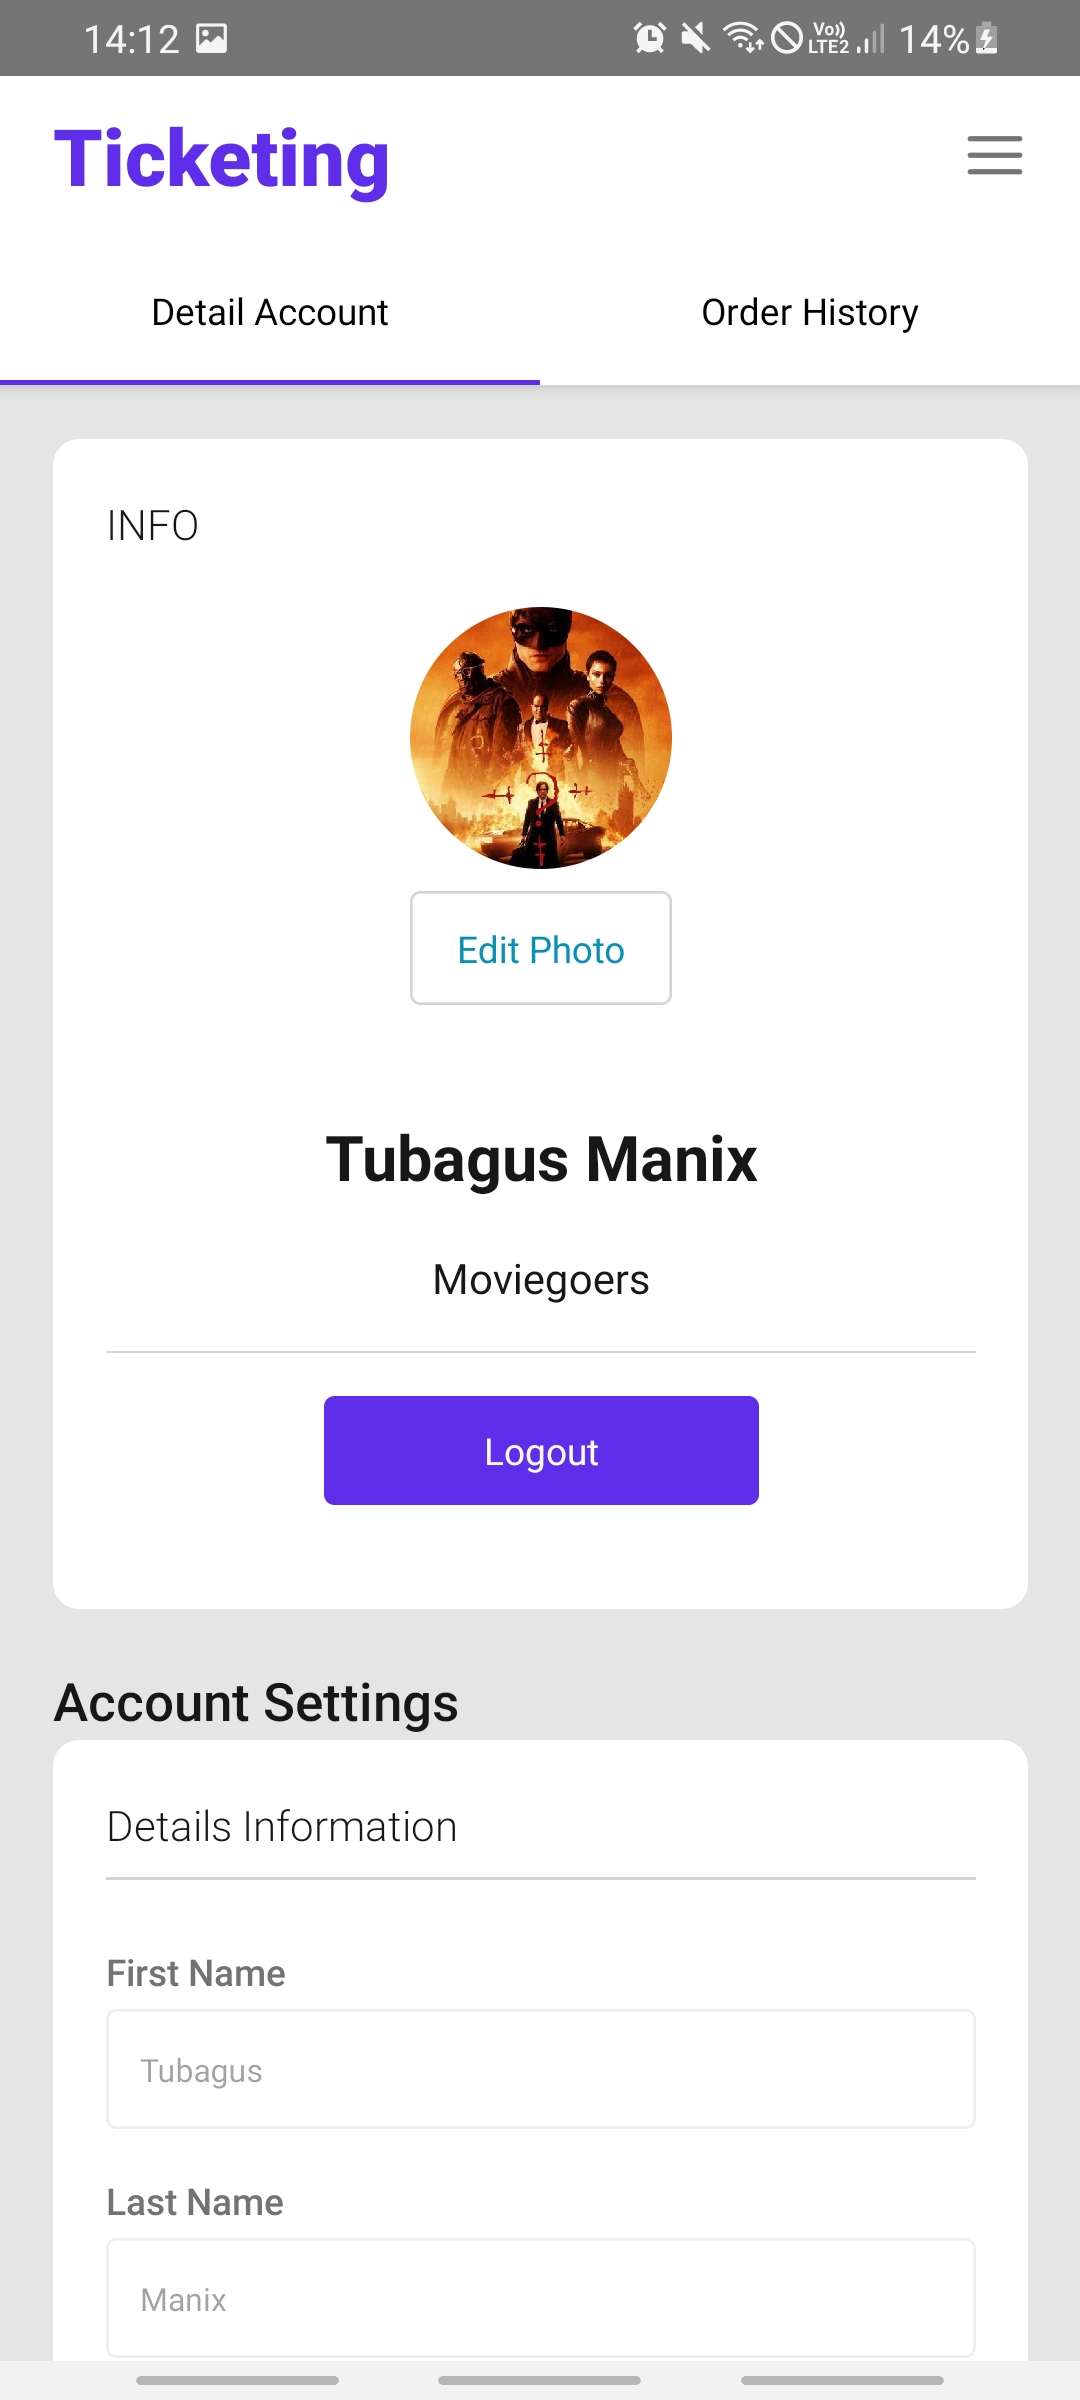 14:12
Vo))
LTE2
14%
Ticketing
Detail Account
Order History
INFO
Edit Photo
Tubagus Manix
Moviegoers
Logout
Account Settings
Details Information
First Name
Tubagus
Last Name
Manix